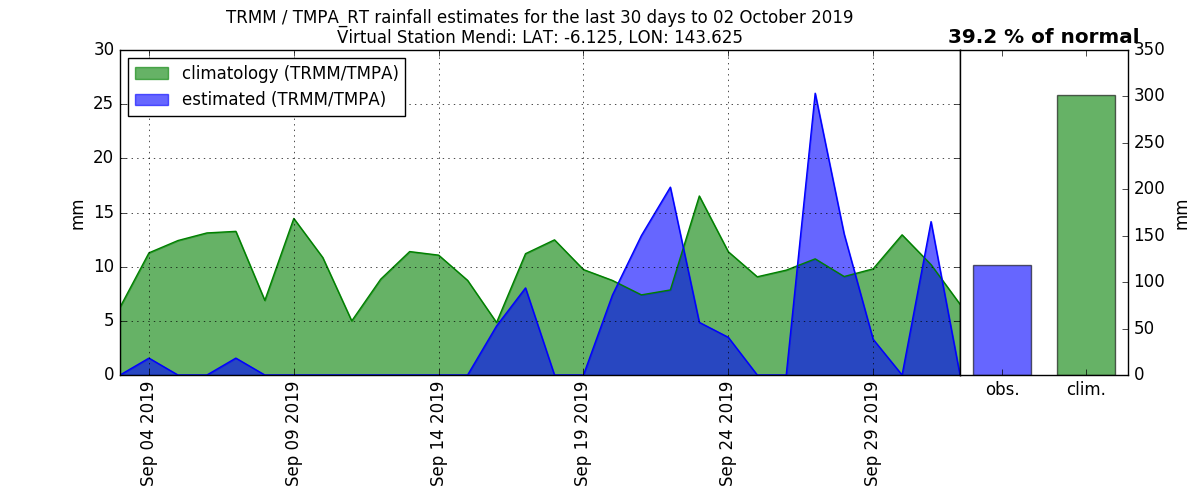 TRMM / TMPA_RT rainfall estimates for the last 30 days to 02 October 2019
Virtual Station Mendi: LAT: -6.125, LON: 143.625
39.2 % of normal
climatology (TRMM/TMPA)
estimated (TRMM/TMPA)
30
25
20
15
10
5
0
mm
Sep 04 2019
Sep 09 2019
Sep 14 2019
Sep 19 2019
Sep 24 2019
Sep 29 2019
obs.
clim.
350
300
250
200
150
100
50
0
mm